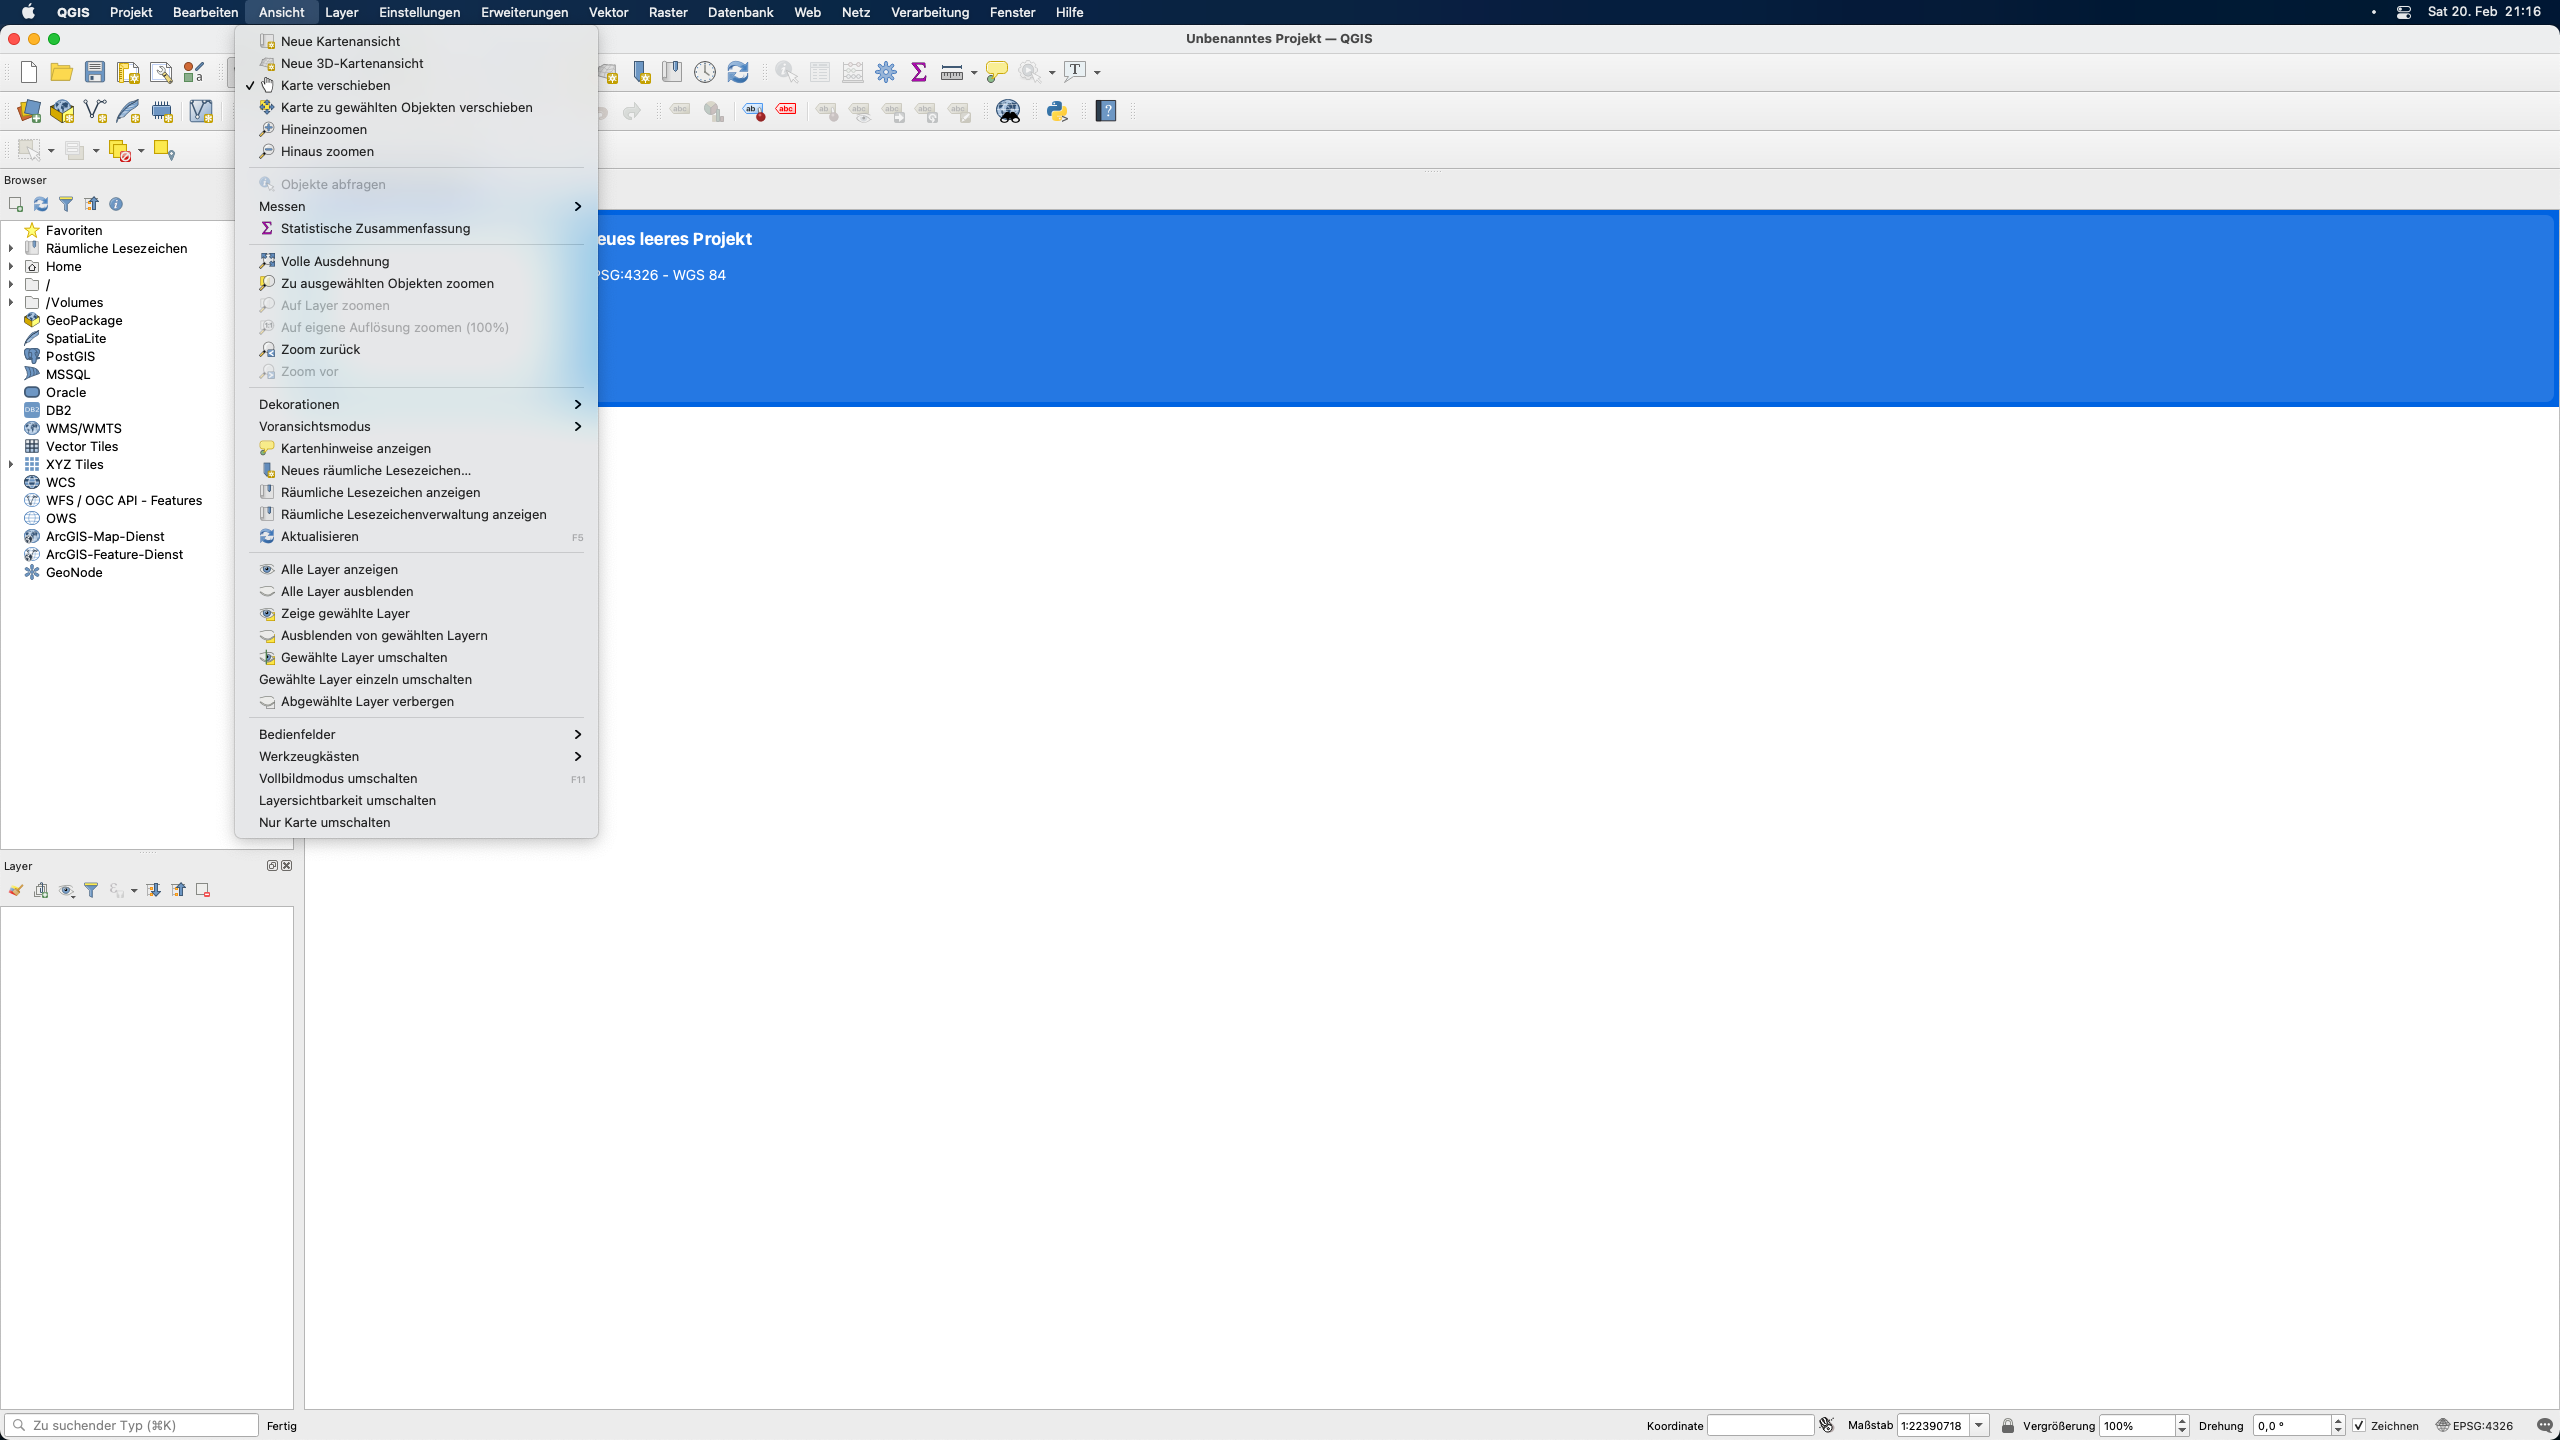 QGIS Projekt Bearbeiten Ansicht Layer Einstellungen Erweiterungen Vektor Raster Datenbank Web Netz Verarbeitung Fenster Hilfe Sat 20. Feb 21:16
Unbenanntes Projekt — QGIS
Neue Kartenansicht
Neue 3D-Kartenansicht
Karte verschieben
Karte zu gewählten Objekten verschieben
Hineinzoomen
Hinaus zoomen
Objekte abfragen
Messen
Statistische Zusammenfassung
Volle Ausdehnung
Zu ausgewählten Objekten zoomen
Auf Layer zoomen
Auf eigene Auflösung zoomen (100%)
Zoom zurück
Zoom vor
Dekorationen
Voransichtsmodus
Kartenhinweise anzeigen
Neues räumliche Lesezeichen...
Räumliche Lesezeichen anzeigen
Räumliche Lesezeichenverwaltung anzeigen
Aktualisieren F5
Alle Layer anzeigen
Alle Layer ausblenden
Zeige gewählte Layer
Ausblenden von gewählten Layern
Gewählte Layer umschalten
Gewählte Layer einzeln umschalten
Abgewählte Layer verbergen
Bedienfelder
Werkzeugkästen
Vollbildmodus umschalten F11
Layersichtbarkeit umschalten
Nur Karte umschalten
Browser
Favoriten
Räumliche Lesezeichen
Home
/
/Volumes
GeoPackage
SpatiaLite
PostGIS
MSSQL
Oracle
DB2
WMS/WMTS
Vector Tiles
XYZ Tiles
WCS
WFS / OGC API - Features
OWS
ArcGIS-Map-Dienst
ArcGIS-Feature-Dienst
GeoNode
eues leeres Projekt
PSG:4326 - WGS 84
Layer
Zu suchender Typ (⌘K) Fertig Koordinate Maßstab 1:22390718 Vergrößerung 100% Drehung 0,0 ° Zeichnen EPSG:4326